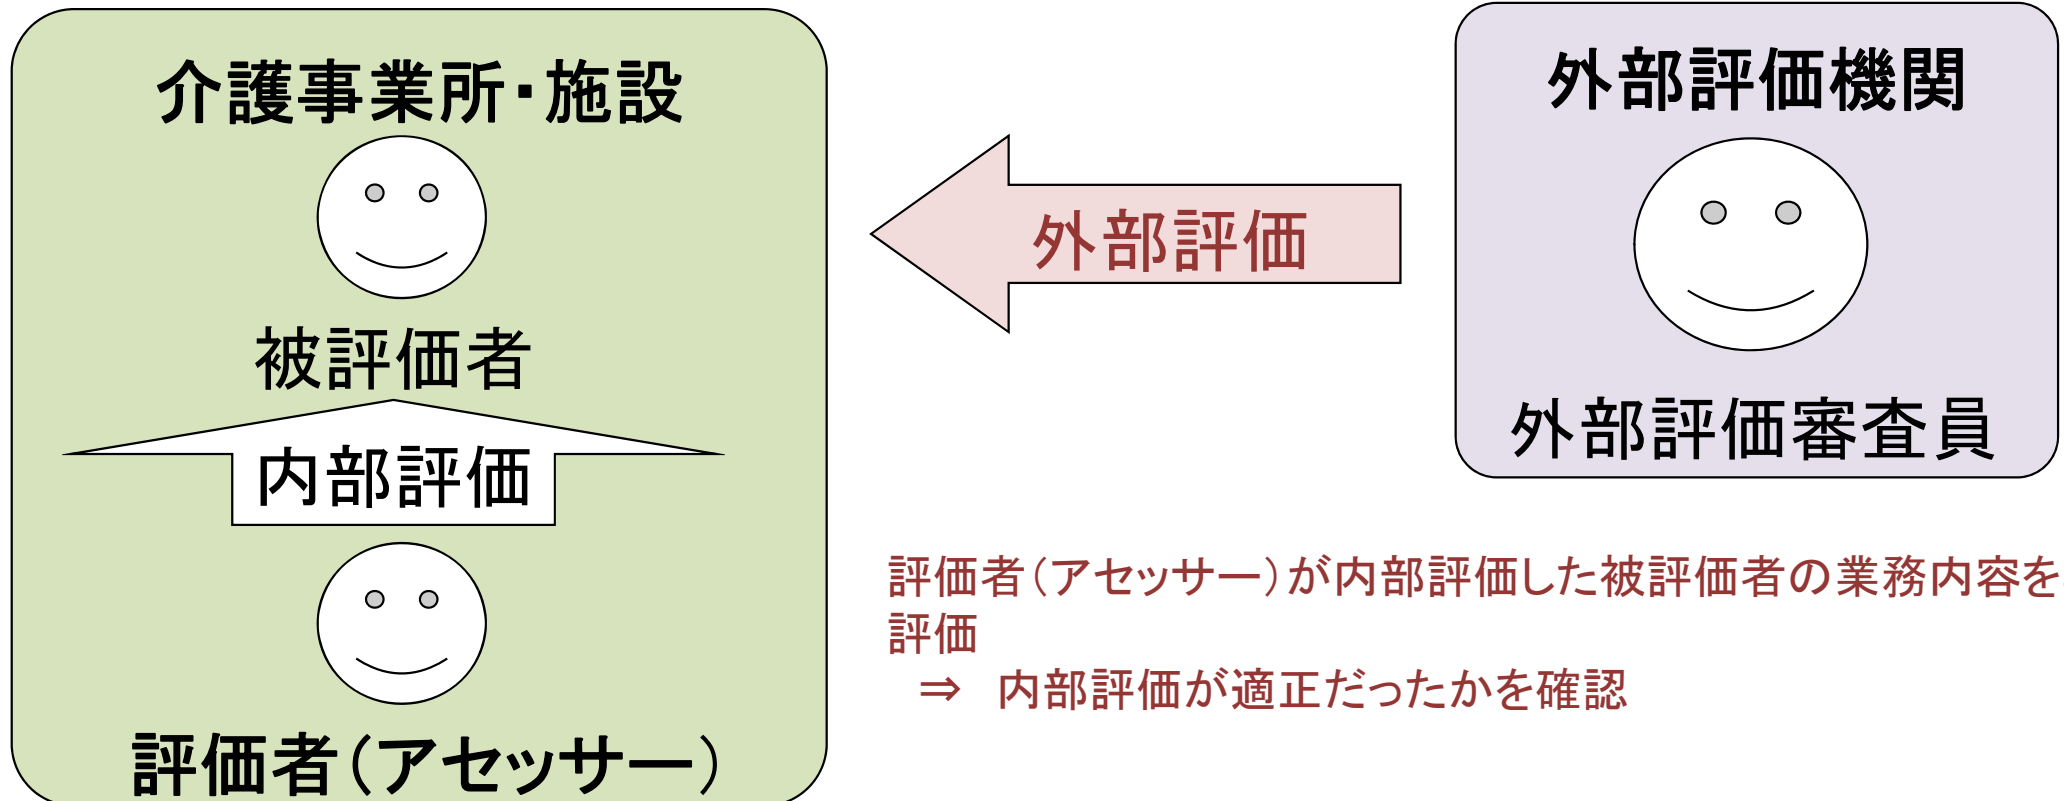 介護事業所・施設
被評価者
内部評価
評価者(アセッサー)
外部評価
外部評価機関
外部評価審査員
評価者(アセッサー)が内部評価した被評価者の業務内容を
評価
⇒ 内部評価が適正だったかを確認